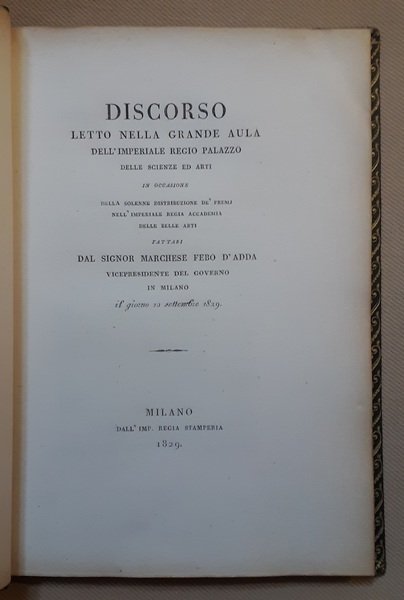 DISCORSO
LETTO NELLA GRANDE AULA
DELL'IMPERIALE REGIO PALAZZO
DELLE SCIENZE ED ARTI
IN OCCASIONE
DELLA SOLENNE DISTRIBUZIONE DE' PREMJ
NELL'IMPERIALE REGIA ACCADEMIA
DELLE BELLE ARTI
FATTASI
DAL SIGNOR MARCHESE FEBO D'ADDA
VICEPRESIDENTE DEL GOVERNO
IN MILANO
il giorno settembre 1829.
MILANO
DALL' IMP. REGIA STAMPERIA
1829.